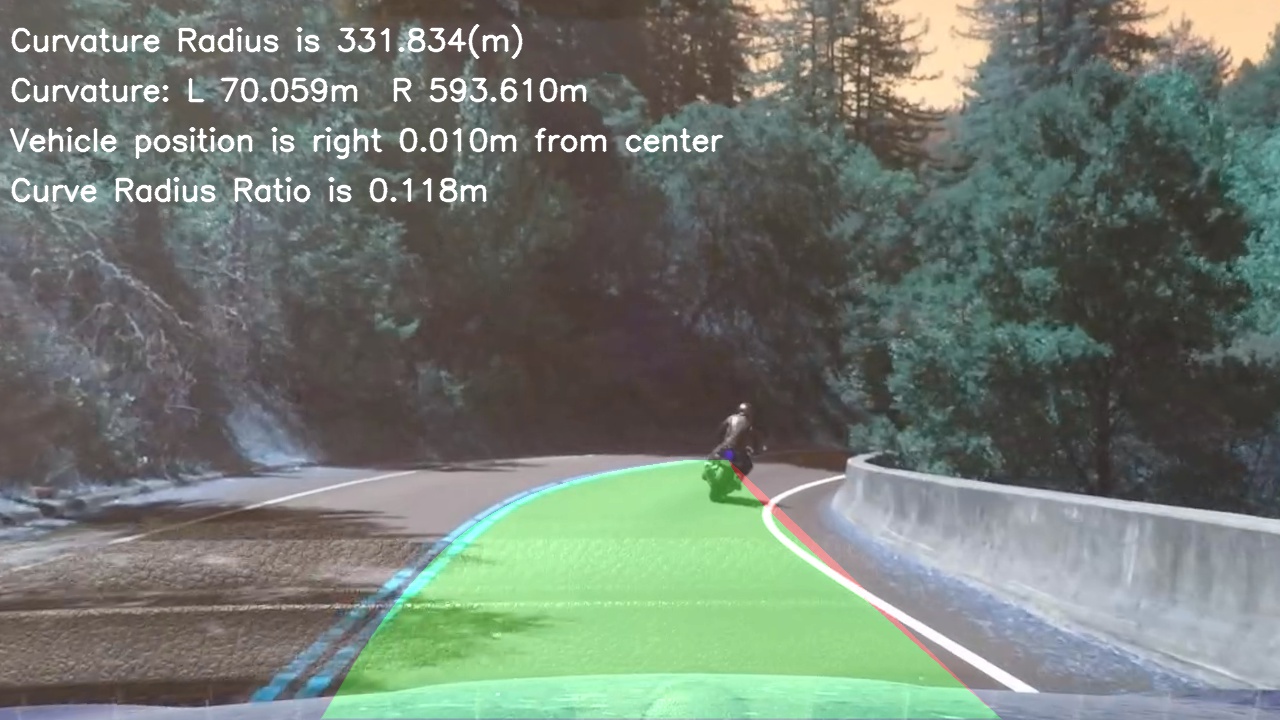 Curvature Radius is 331.834(m)
Curvature: L 70.059m R 593.610m
Vehicle position is right 0.010m from center
Curve Radius Ratio is 0.118m